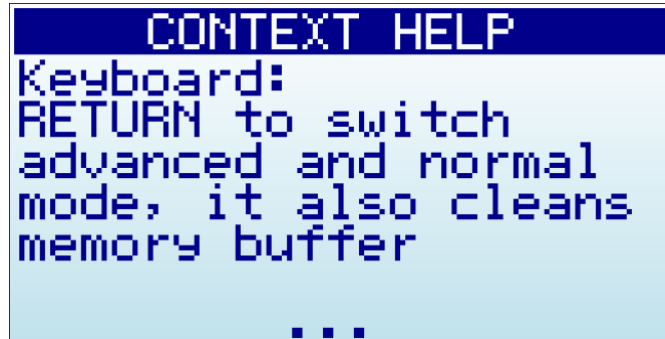 CONTEXT HELP
Keyboard:
RETURN to switch
advanced and normal
mode, it also cleans
memory buffer
...